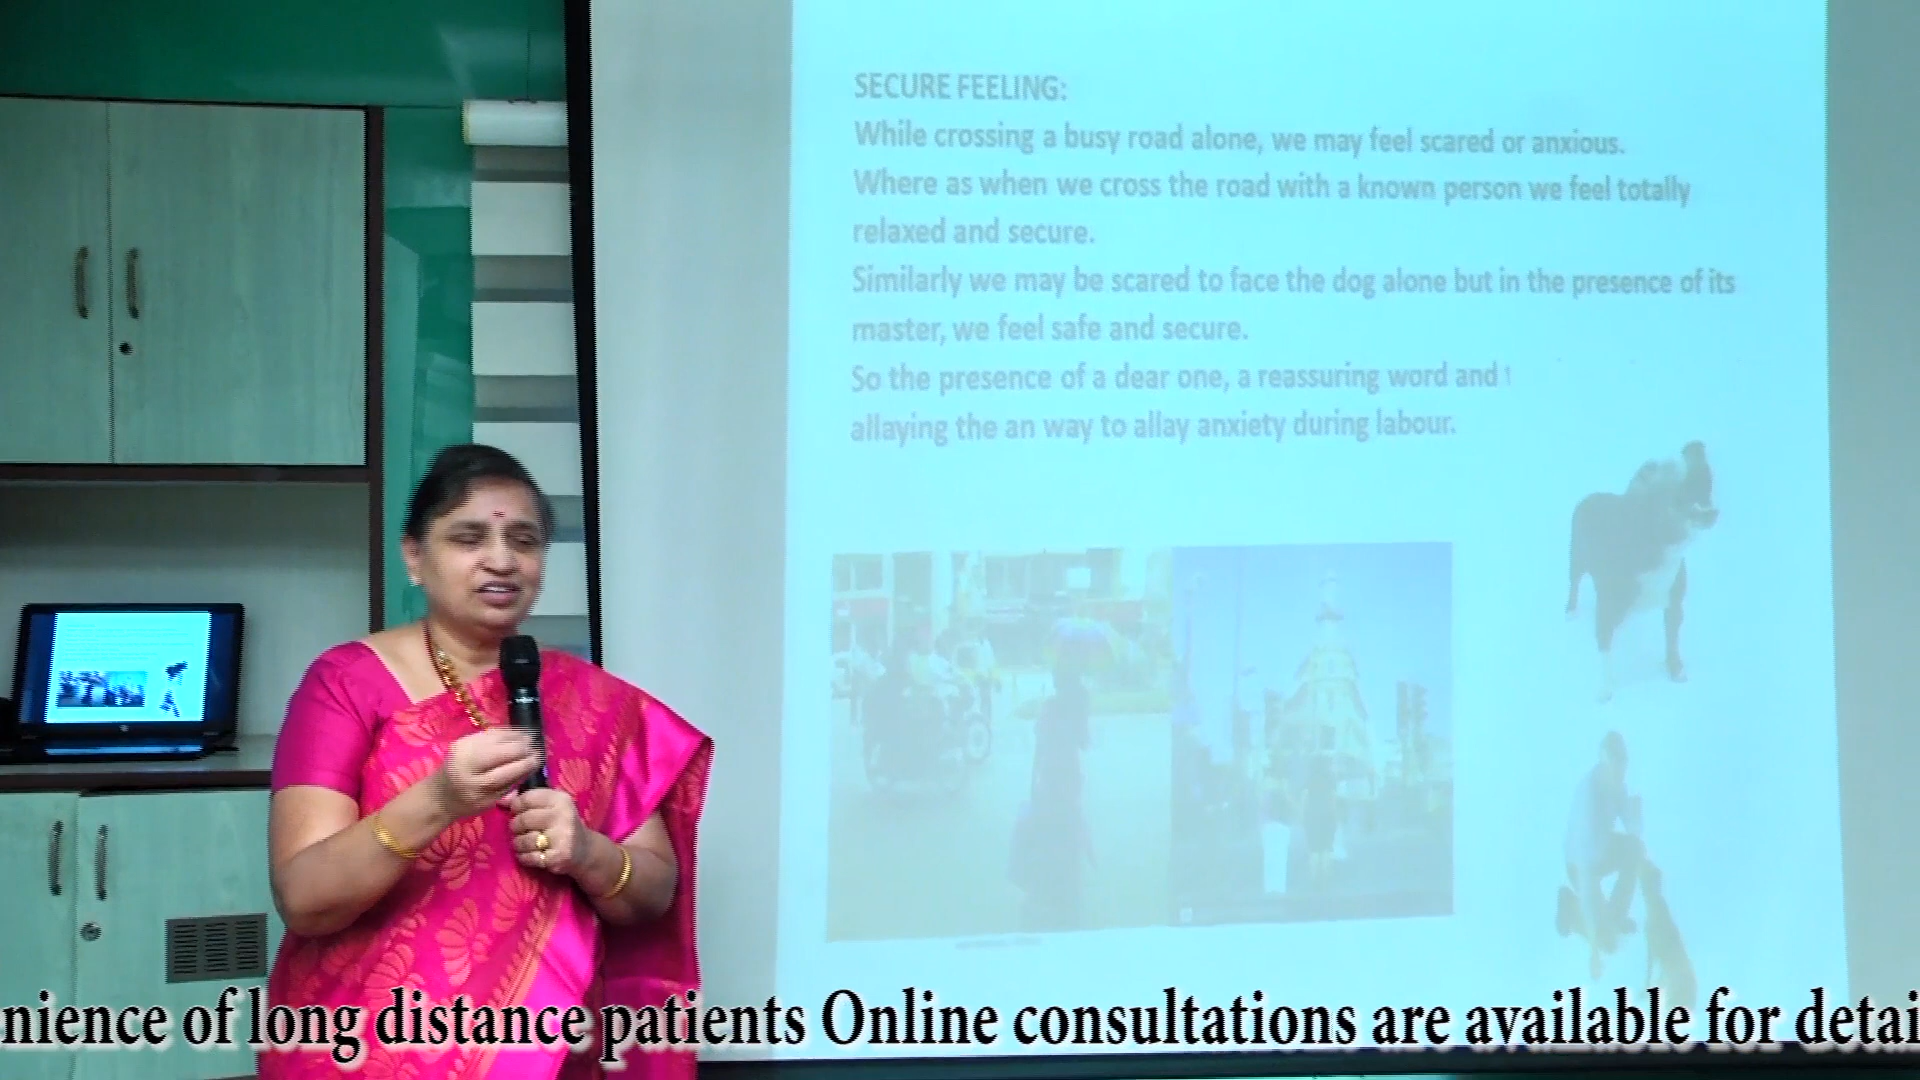 SECURE FEELING:
While crossing a busy road alone, we may feel scared or anxious.
Where as when we cross the road with a known person we feel totally
relaxed and secure.
Similarly we may be scared to face the dog alone but in the presence of its
master, we feel safe and secure.
So the presence of a dear one, a reassuring word and t
allaying the an way to allay anxiety during labour.
nience of long distance patients Online consultations are available for detai